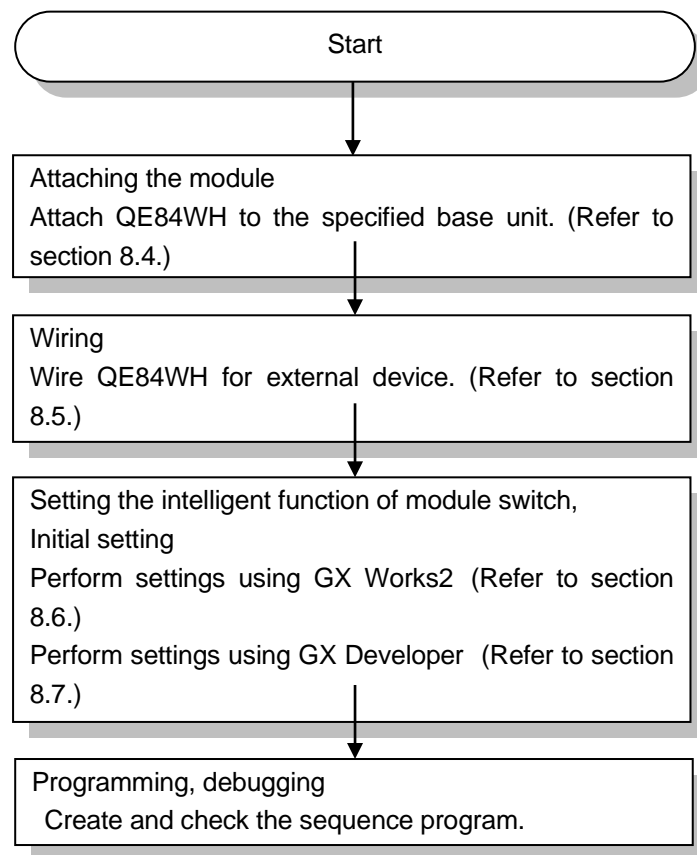 Start
Attaching the module
Attach QE84WH to the specified base unit. (Refer to
section 8.4.)
Wiring
Wire QE84WH for external device. (Refer to section
8.5.)
Setting the intelligent function of module switch,
Initial setting
Perform settings using GX Works2 (Refer to section
8.6.)
Perform settings using GX Developer (Refer to section
8.7.)
Programming, debugging
Create and check the sequence program.